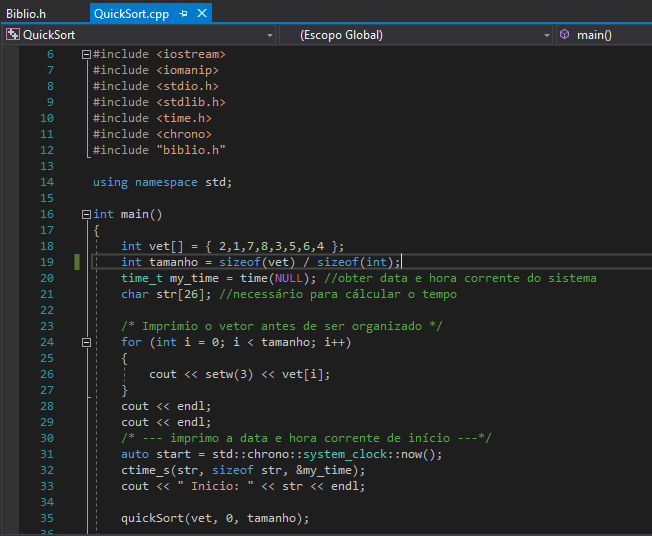 Biblio.h QuickSort.cpp
QuickSort (Escopo Global) main()
6 #include <iostream>
7 #include <iomanip>
8 #include <stdio.h>
9 #include <stdlib.h>
10 #include <time.h>
11 #include <chrono>
12 #include "biblio.h"
13
14 using namespace std;
15
16 int main()
17 {
18 int vet[] = { 2,1,7,8,3,5,6,4 };
19 int tamanho = sizeof(vet) / sizeof(int);
20 time_t my_time = time(NULL); //obter data e hora corrente do sistema
21 char str[26]; //necessário para cálcular o tempo
22
23 /* Imprimio o vetor antes de ser organizado */
24 for (int i = 0; i < tamanho; i++)
25 {
26 cout << setw(3) << vet[i];
27 }
28 cout << endl;
29 cout << endl;
30 /* --- imprimo a data e hora corrente de início ---*/
31 auto start = std::chrono::system_clock::now();
32 ctime_s(str, sizeof str, &my_time);
33 cout << " Inicio: " << str << endl;
34
35 quickSort(vet, 0, tamanho);
36